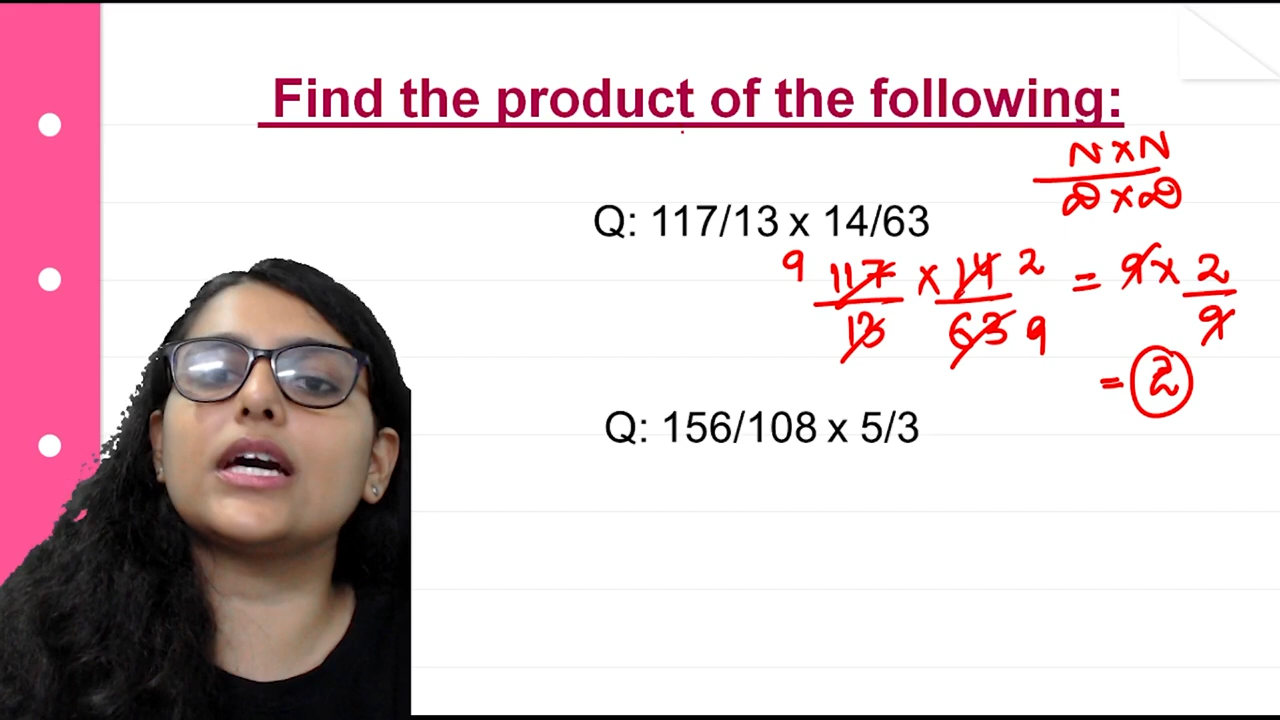 Find the product of the following:
N x N
D x D
Q: 117/13 x 14/63
9 117 x 14 2 = 9 x 2
13 63 9 9
= 2
Q: 156/108 x 5/3